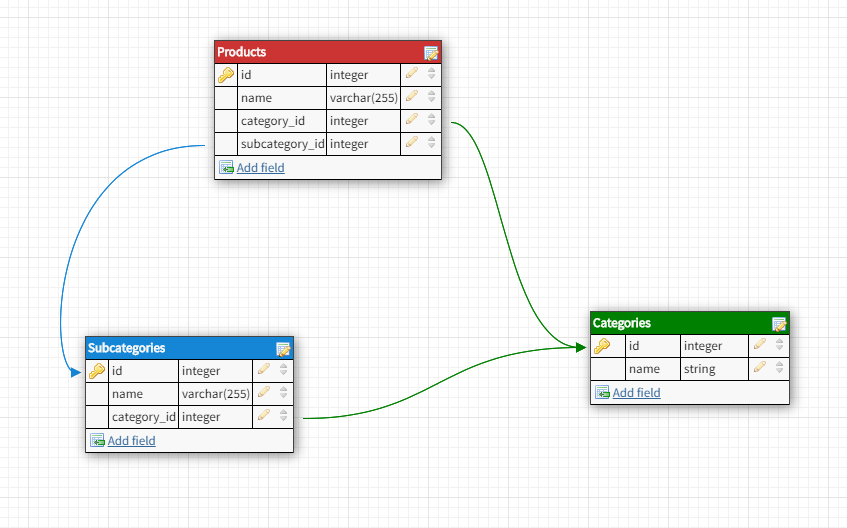 Products
id integer
name varchar(255)
category_id integer
subcategory_id integer
Add field
Subcategories
id integer
name varchar(255)
category_id integer
Add field
Categories
id integer
name string
Add field